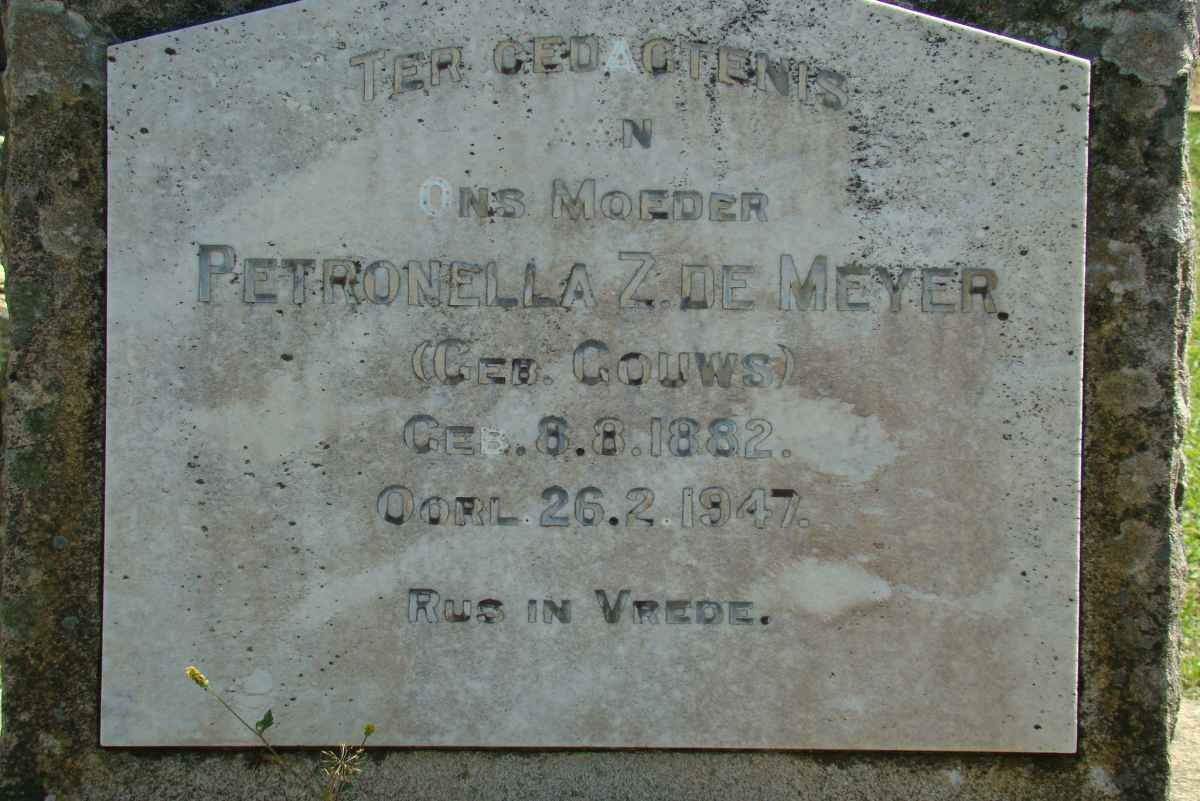 TER GEDAGTENIS
N
ONS MOEDER
PETRONELLA Z. DE MEYER.
(GEB. GOUWS)
GEB. 8.8.1882.
OORL. 26.2.1947.
RUS IN VREDE.